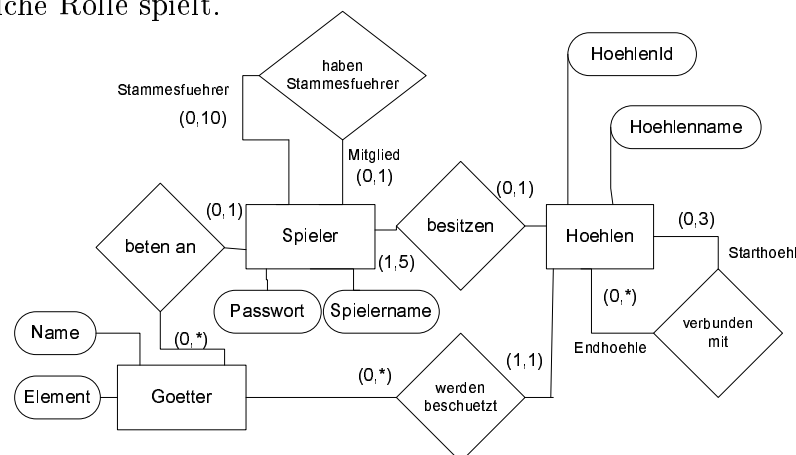 lche Rolle spielt.
HoehlenId
haben
Stammesfuehrer
Stammesfuehrer
(0,10)
Hoehlenname
Mitglied
(0,1)
(0,1)
(0,1)
(0,3)
beten an
Spieler
besitzen
Hoehlen
Starthoehl
(1,5)
(0,*)
Passwort
Spielername
verbunden
mit
Name
(0,*)
Endhoehle
(1,1)
(0,*)
Element
Goetter
werden
beschuetzt